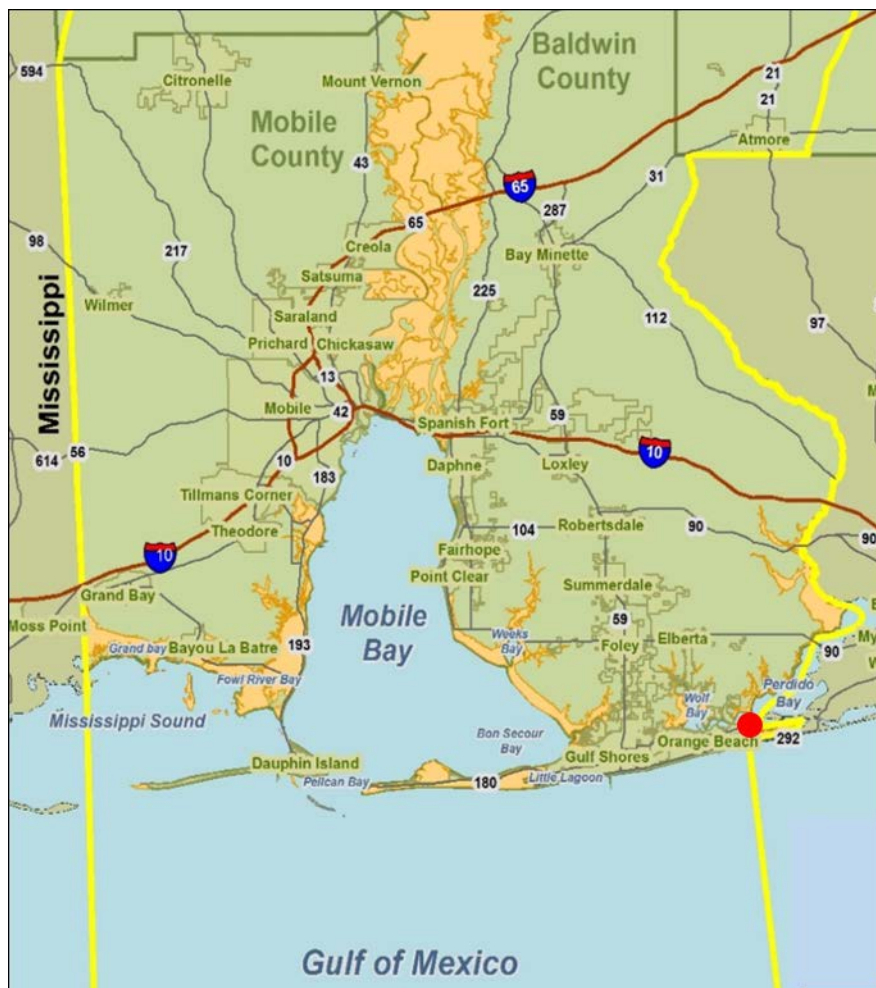 Baldwin
County
594
Citronelle
Mount Vernon
21
21
Mobile
County
Atmore
43
31
65
287
65
Creola
98
217
Bay Minette
Satsuma
225
Wilmer
Saraland
112
97
Prichard
Chickasaw
Mississippi
13
Mobile
42
Spanish Fort
59
614
56
10
Daphne
Loxley
10
183
Tillmans Corner
Theodore
104
Robertsdale
90
90
10
Fairhope
Point Clear
Summerdale
Grand Bay
Mobile
Bay
59
Moss Point
193
Weeks
Bay
Elberta
My
Grand bay
Bayou La Batre
Foley
90
Fowl River Bay
Wolf
Bay
Perdido
Bay
Mississippi Sound
Bon Secour
Bay
Orange Beach
292
Dauphin Island
Gulf Shores
Pelican Bay
180
Little Lagoon
Gulf of Mexico